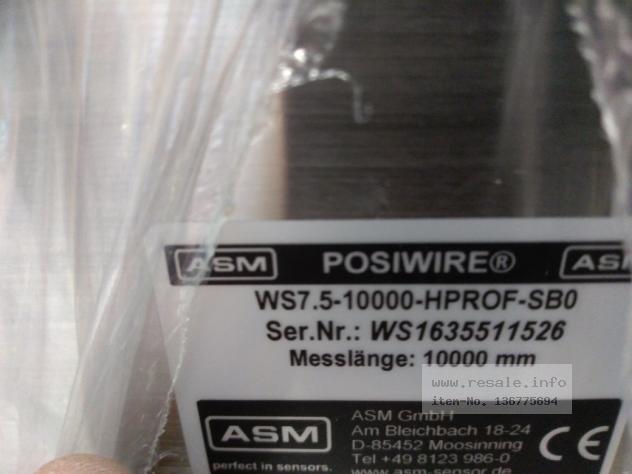 ASM POSIWIRE® ASM
WS7.5-10000-HPROF-SB0
Ser.Nr.: WS1635511526
Messlänge: 10000 mm
www.resale.info
item-No. 136775694
ASM
perfect in sensors.
ASM GmbH
Am Bleichbach 18-24
D-85452 Moosinning
Tel +49 8123 986-0
www.asm-sensor.de
CE